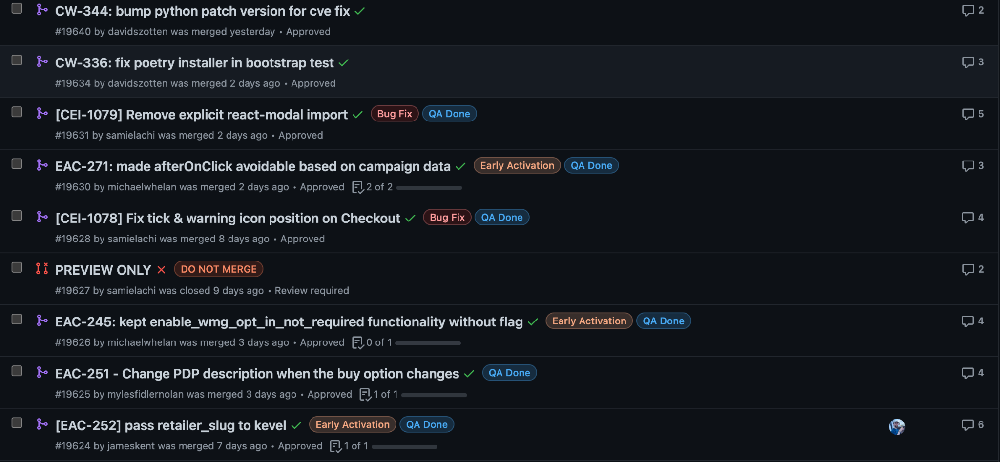 CW-344: bump python patch version for cve fix 2
#19640 by davidszotten was merged yesterday • Approved
CW-336: fix poetry installer in bootstrap test 3
#19634 by davidszotten was merged 2 days ago • Approved
[CEI-1079] Remove explicit react-modal import Bug Fix QA Done 5
#19631 by samielachi was merged 2 days ago • Approved
EAC-271: made afterOnClick avoidable based on campaign data Early Activation QA Done 3
#19630 by michaelwhelan was merged 2 days ago • Approved 2 of 2
[CEI-1078] Fix tick & warning icon position on Checkout Bug Fix QA Done 4
#19628 by samielachi was merged 8 days ago • Approved
PREVIEW ONLY DO NOT MERGE 2
#19627 by samielachi was closed 9 days ago • Review required
EAC-245: kept enable_wmg_opt_in_not_required functionality without flag Early Activation QA Done 4
#19626 by michaelwhelan was merged 3 days ago • Approved 0 of 1
EAC-251 - Change PDP description when the buy option changes QA Done 4
#19625 by mylesfidlernolan was merged 3 days ago • Approved 1 of 1
[EAC-252] pass retailer_slug to kevel Early Activation QA Done 6
#19624 by jameskent was merged 7 days ago • Approved 1 of 1